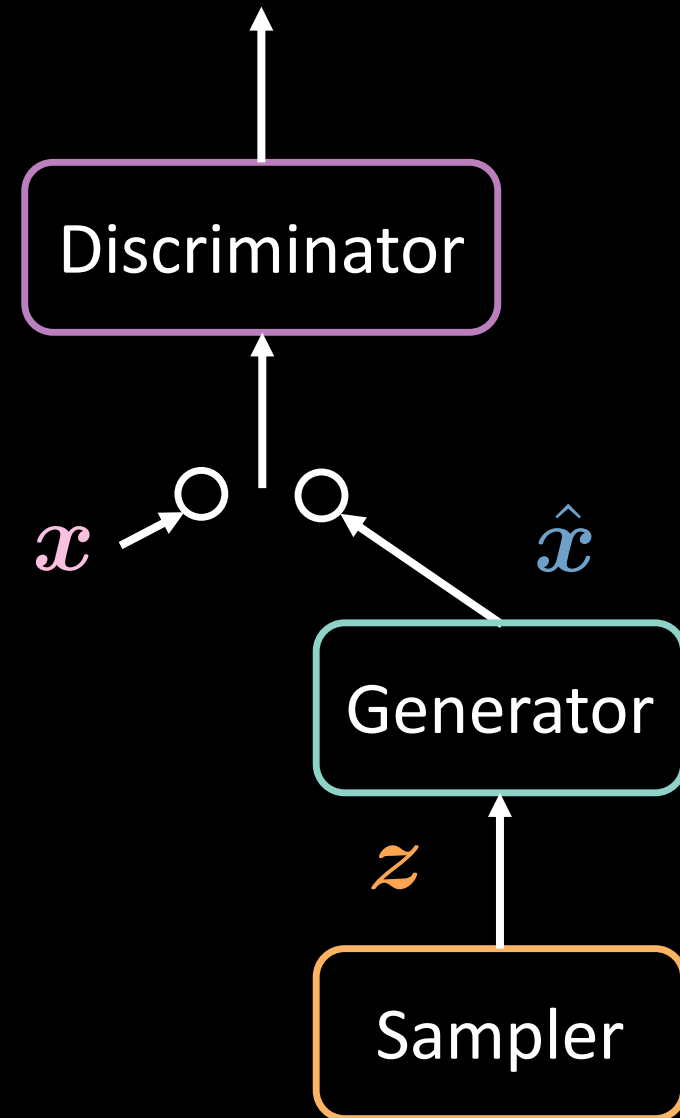 Discriminator
x
x̂
Generator
z
Sampler